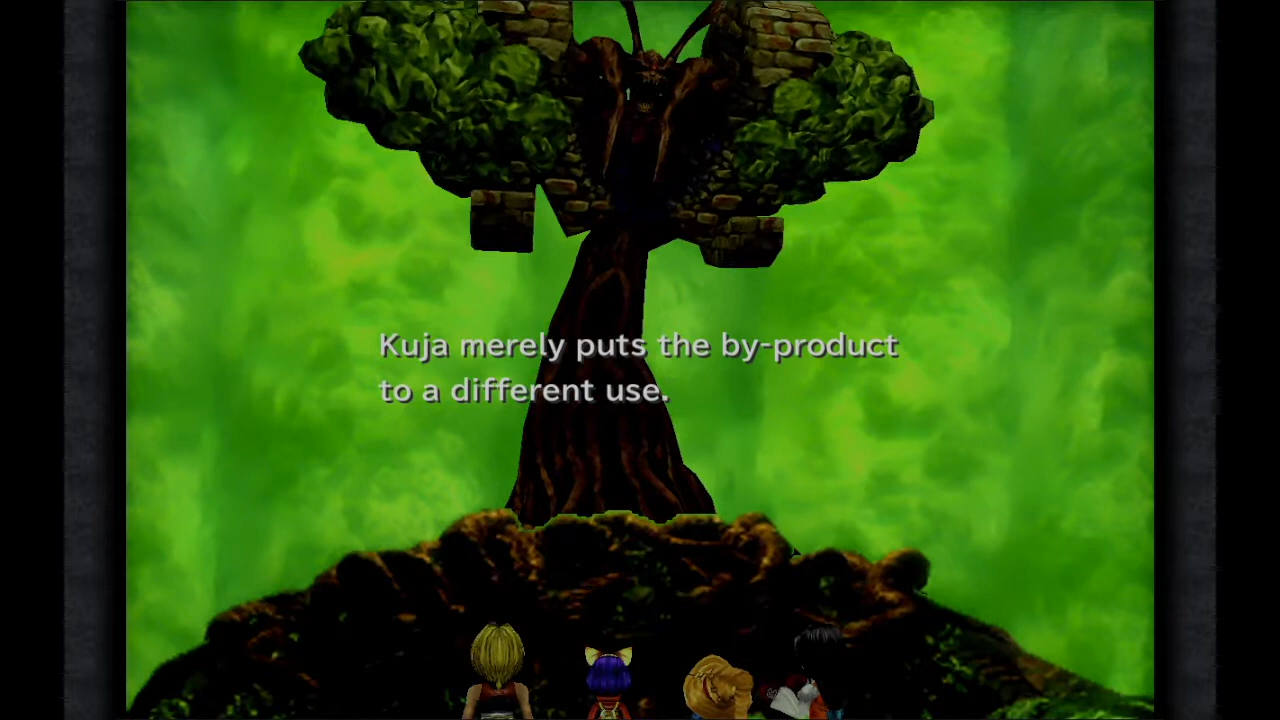 Kuja merely puts the by-product
to a different use.